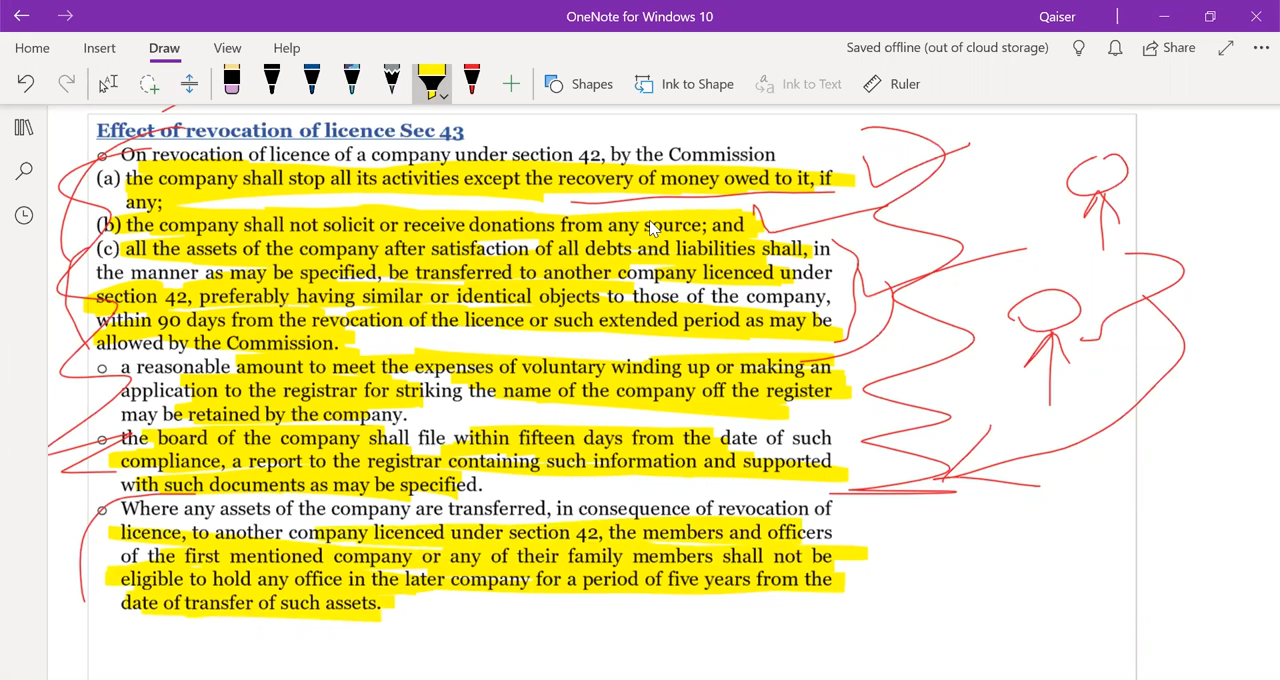 OneNote for Windows 10
Qaiser
Home Insert Draw View Help
Saved offline (out of cloud storage)
Share
Shapes
Ink to Shape
Ink to Text
Ruler
Effect of revocation of licence Sec 43
o On revocation of licence of a company under section 42, by the Commission
(a) the company shall stop all its activities except the recovery of money owed to it, if
any;
(b) the company shall not solicit or receive donations from any source; and
(c) all the assets of the company after satisfaction of all debts and liabilities shall, in
the manner as may be specified, be transferred to another company licenced under
section 42, preferably having similar or identical objects to those of the company,
within 90 days from the revocation of the licence or such extended period as may be
allowed by the Commission.
o a reasonable amount to meet the expenses of voluntary winding up or making an
application to the registrar for striking the name of the company off the register
may be retained by the company.
o the board of the company shall file within fifteen days from the date of such
compliance, a report to the registrar containing such information and supported
with such documents as may be specified.
o Where any assets of the company are transferred, in consequence of revocation of
licence, to another company licenced under section 42, the members and officers
of the first mentioned company or any of their family members shall not be
eligible to hold any office in the later company for a period of five years from the
date of transfer of such assets.